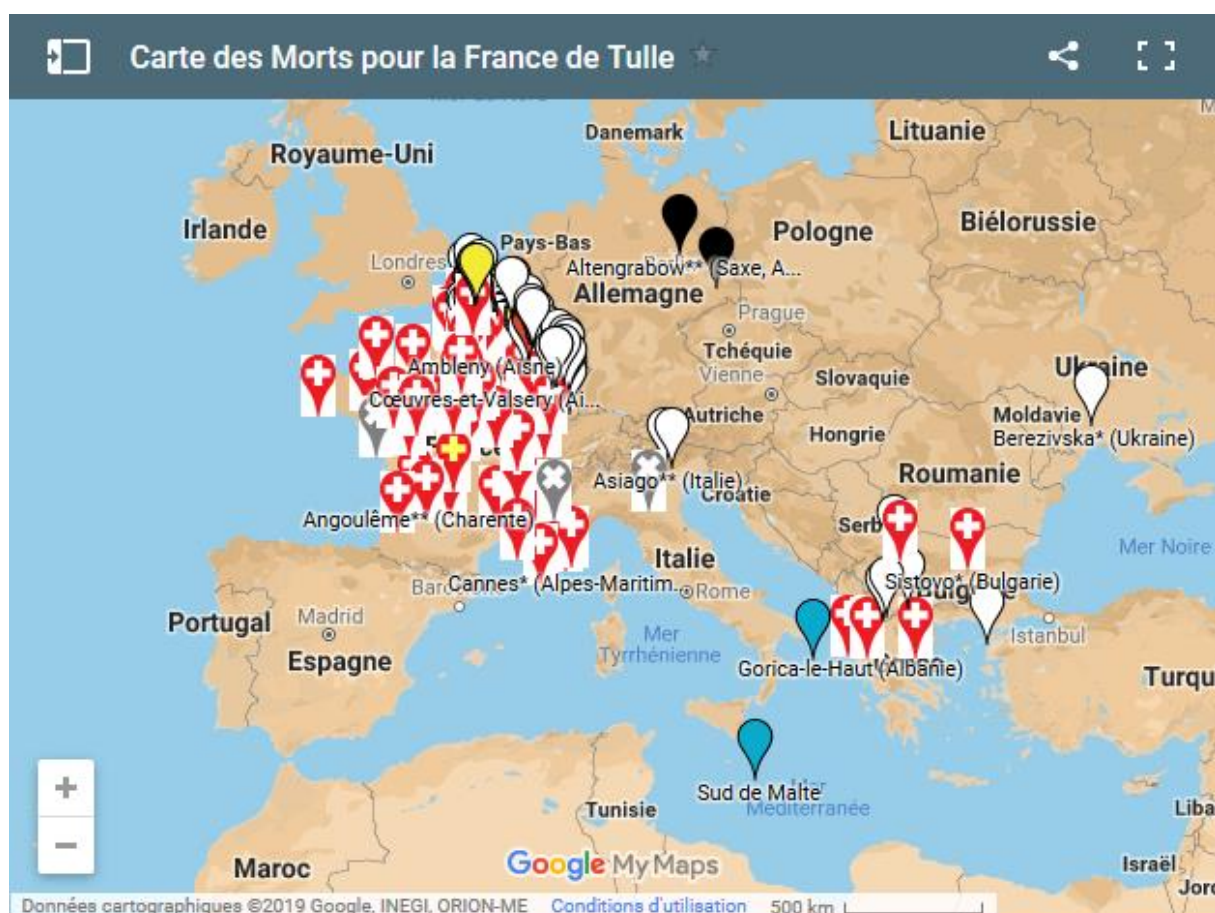 Carte des Morts pour la France de Tulle
Danemark
Lituanie
Royaume-Uni
Irlande
Biélorussie
Pologne
Pays-Bas
Londres
Altengrabow** (Saxe, A...
Allemagne
Prague
Tchéquie
Ambleny (Aisne)
Vienne
Slovaquie
Ukraine
Cœuvres-et-Valsery (Ai...
Autriche
Moldavie
Hongrie
Berezivska* (Ukraine)
Asiago** (Italie)
Roumanie
Croatie
Angoulême** (Charente)
Mer Noire
Italie
Cannes* (Alpes-Maritim...
Sistovo* (Bulgarie)
Rome
Portugal
Madrid
Istanbul
Mer
Tyrrhénienne
Espagne
Gorica-le-Haut (Albanie)
Turqu
Sud de Malte
Mer
Méditerranée
Tunisie
Liba
Maroc
Google My Maps
Israël
Jor
Données cartographiques ©2019 Google, INEGI, ORION-ME Conditions d'utilisation 500 km